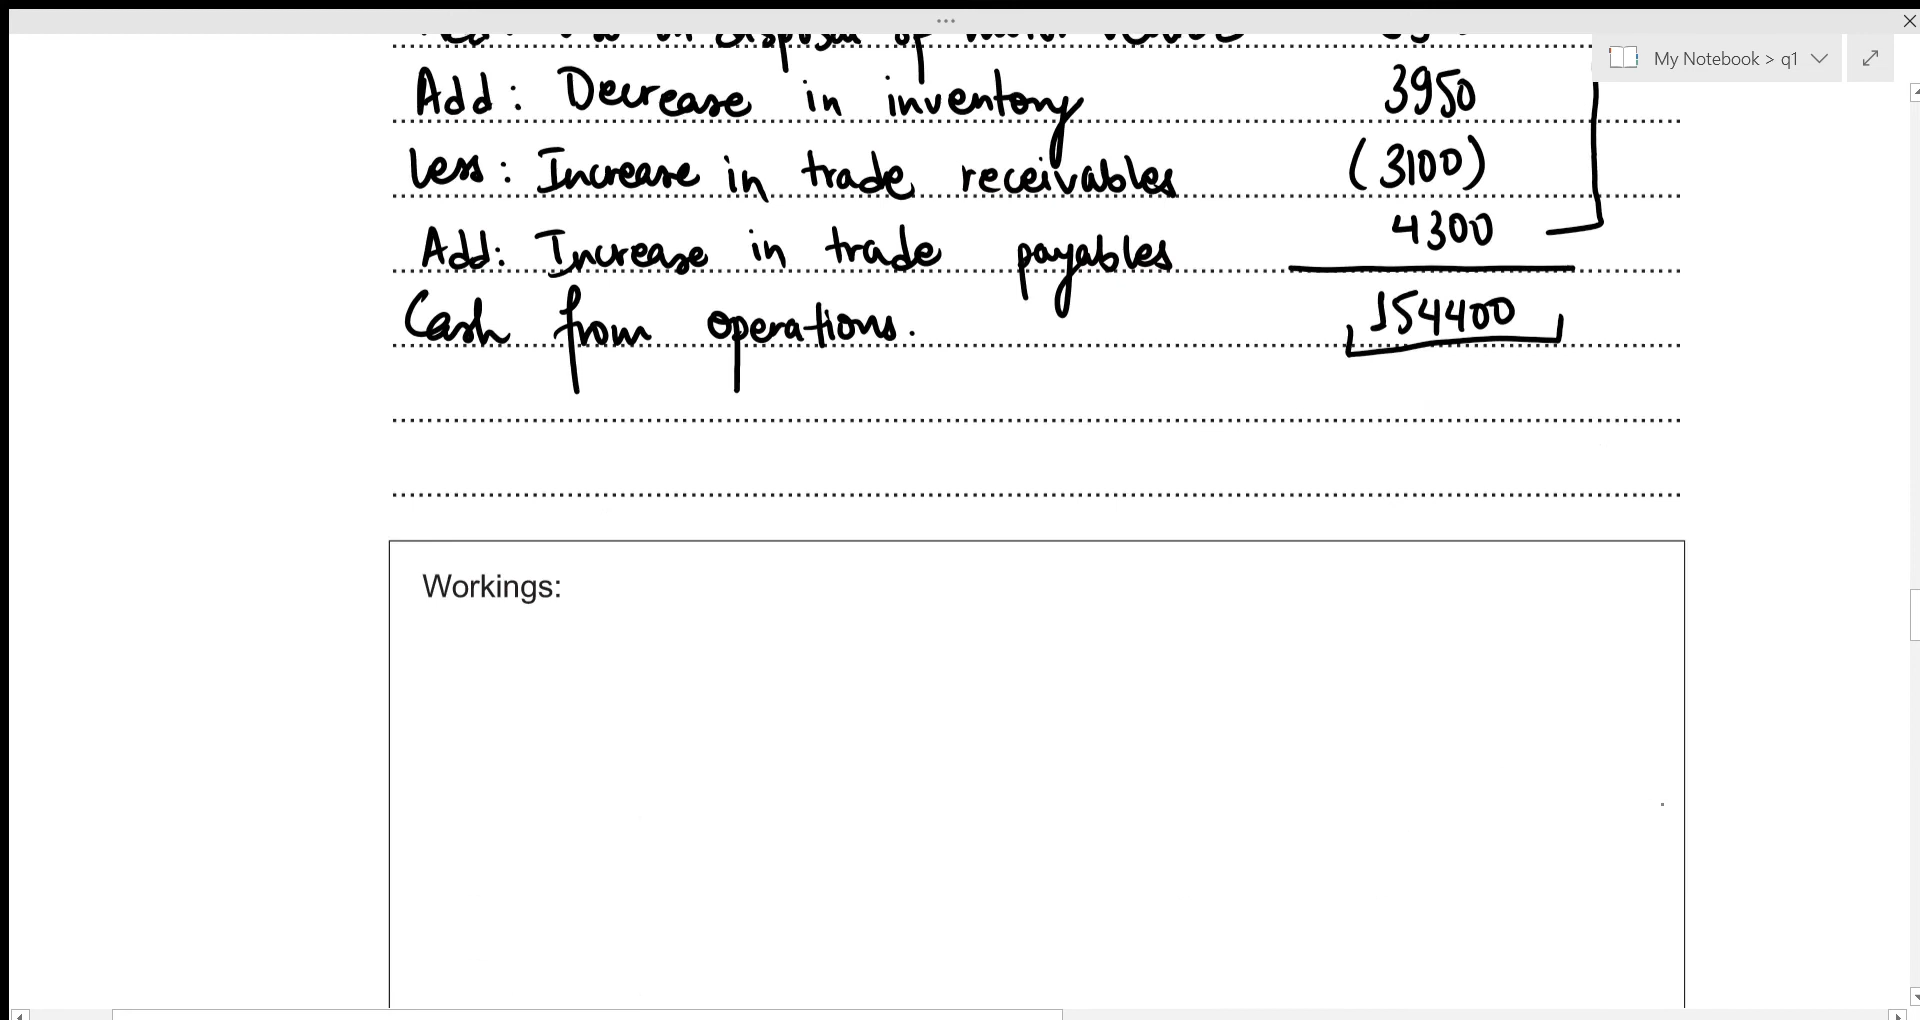 My Notebook > q1
Add: Decrease in inventory 3950
Less: Increase in trade receivables (3100)
Add: Increase in trade payables 4300
Cash from operations. 154400
Workings: